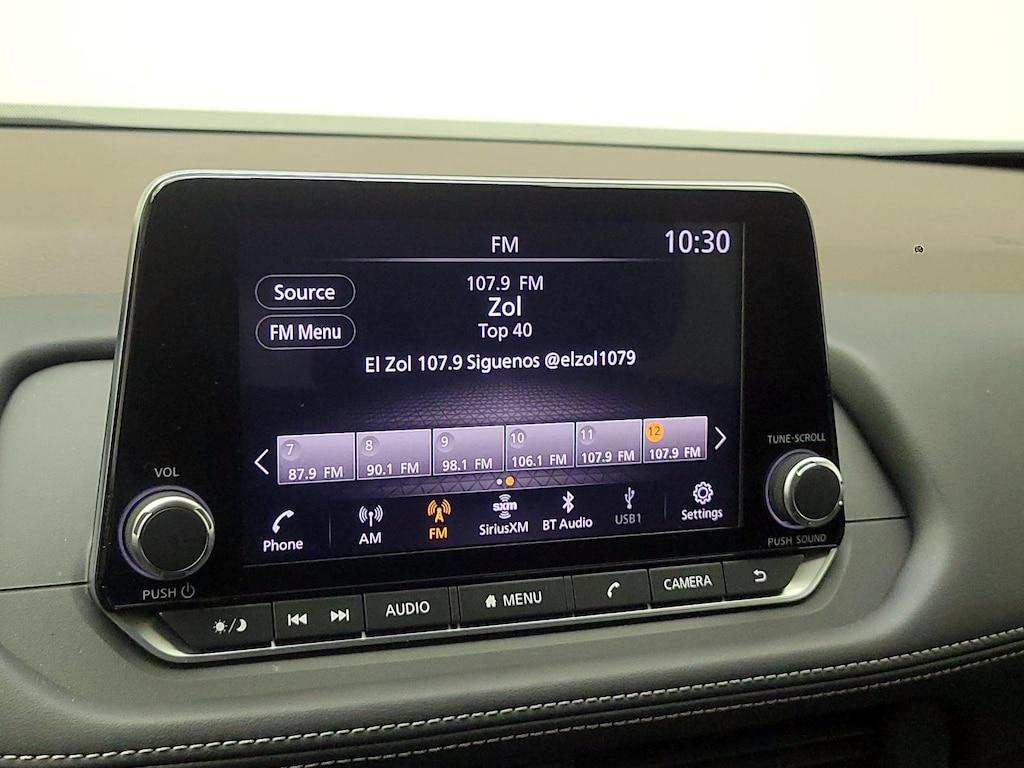 FM
10:30
Source
FM Menu
107.9 FM
Zol
Top 40
El Zol 107.9 Siguenos @elzol1079
7
87.9 FM
8
90.1 FM
9
98.1 FM
10
106.1 FM
11
107.9 FM
12
107.9 FM
Phone
AM
FM
sxm
SiriusXM
BT Audio
USB1
Settings
VOL
PUSH
TUNE·SCROLL
PUSH SOUND
AUDIO
MENU
CAMERA